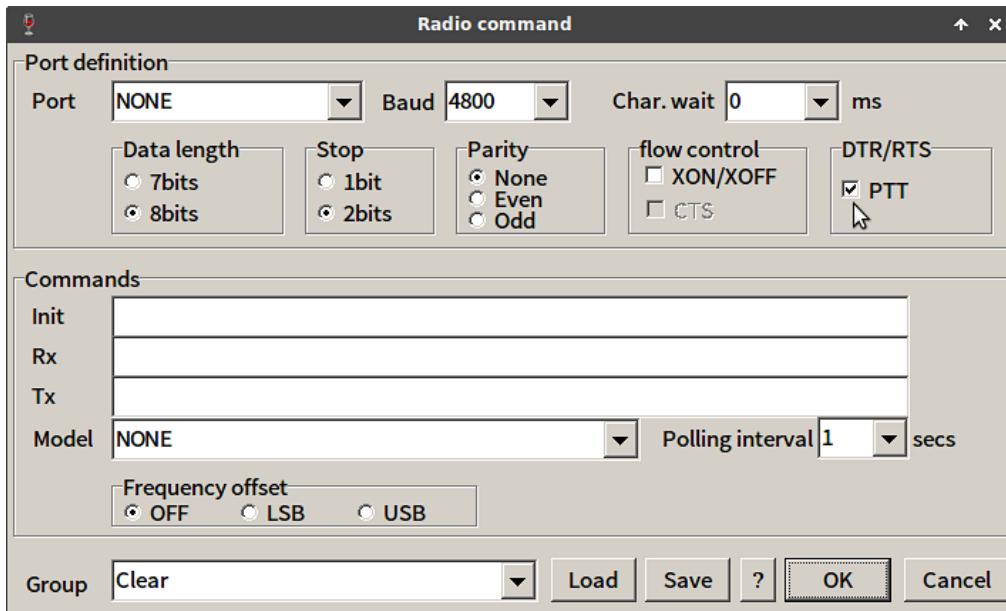 Radio command
Port definition
Port NONE Baud 4800 Char. wait 0 ms
Data length Stop Parity flow control DTR/RTS
7bits 1bit None XON/XOFF PTT
8bits 2bits Even CTS
Odd
Commands
Init
Rx
Tx
Model NONE Polling interval 1 secs
Frequency offset
OFF LSB USB
Group Clear Load Save ? OK Cancel